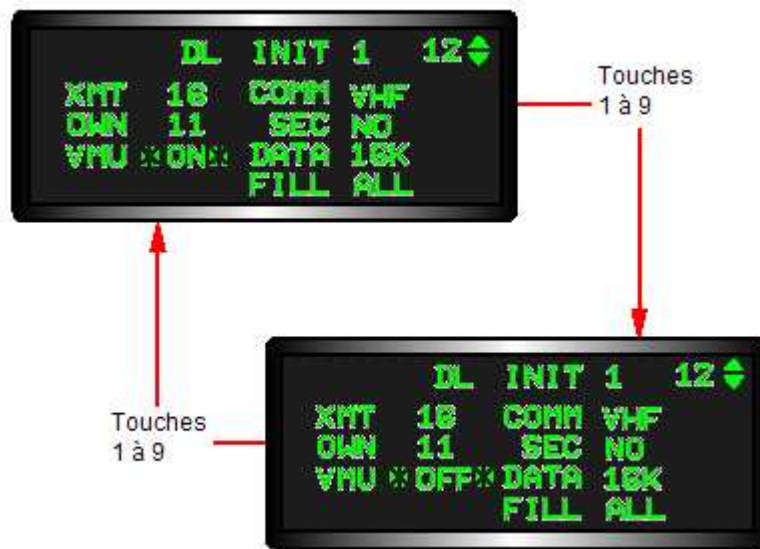 DL INIT 1 12
XMT 16 COMM VHF
OWN 11 SEC NO
VMU *ON* DATA 16K
FILL ALL
Touches
1 à 9
DL INIT 1 12
XMT 16 COMM VHF
OWN 11 SEC NO
VMU *OFF* DATA 16K
FILL ALL
Touches
1 à 9